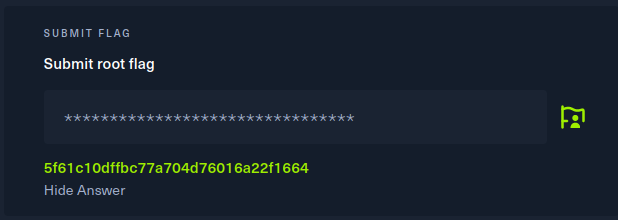 SUBMIT FLAG
Submit root flag
********************************
5f61c10dffbc77a704d76016a22f1664
Hide Answer